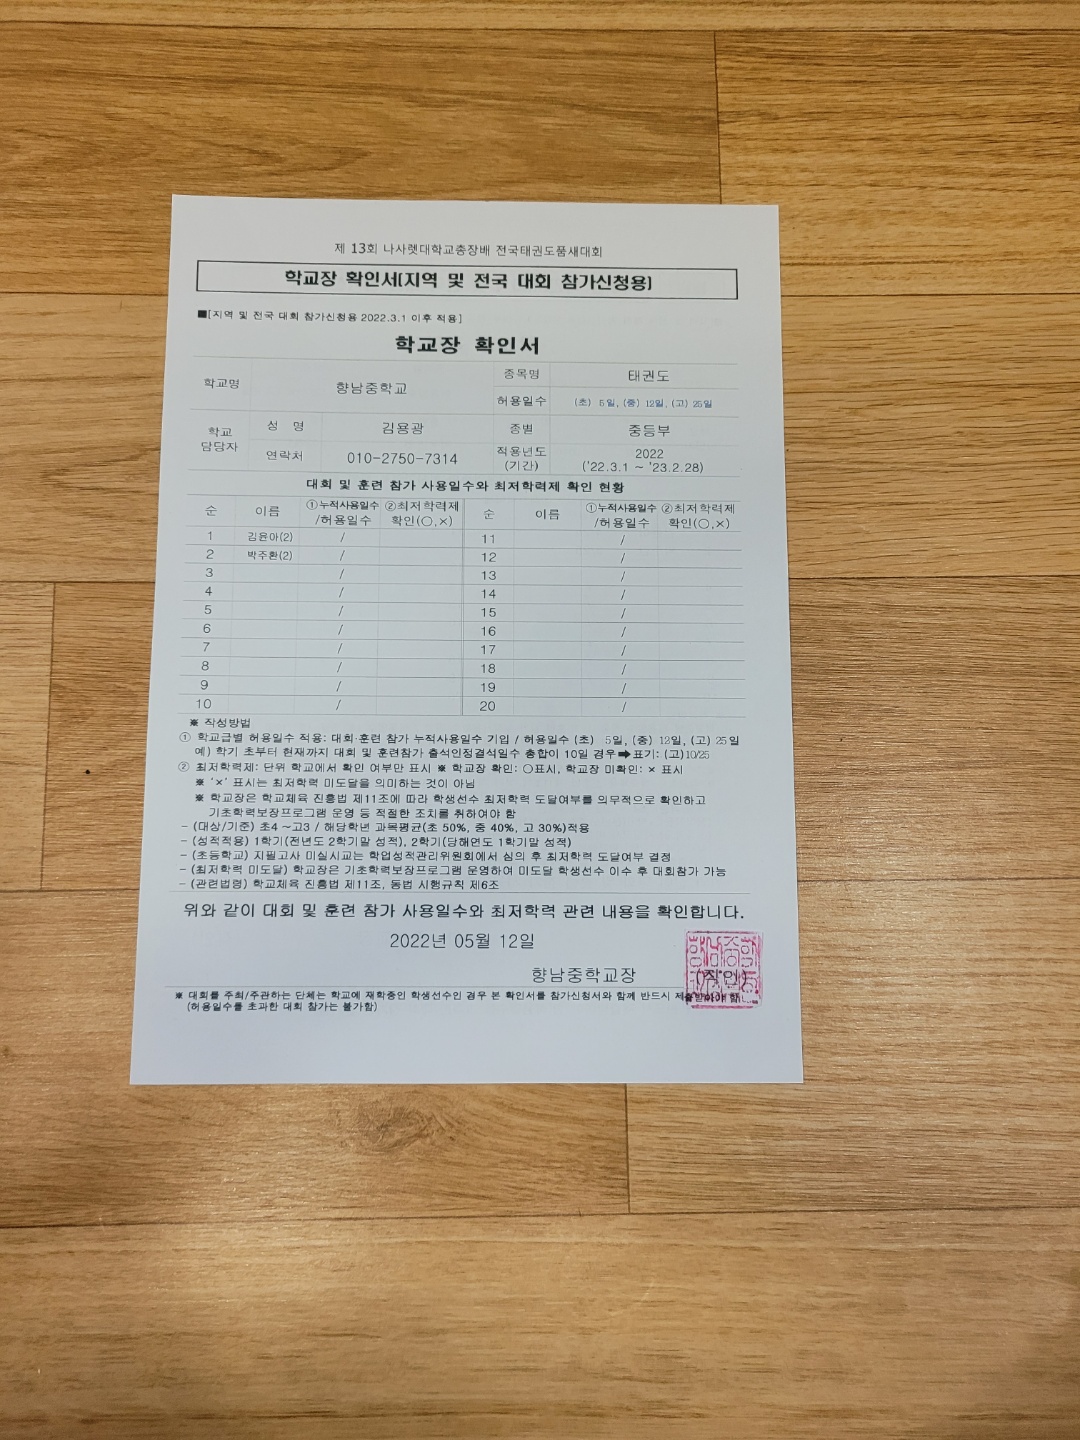 제 13회 나사렛대학교총장배 전국태권도품새대회
학교장 확인서(지역 및 전국 대회 참가신청용)
■[지역 및 전국 대회 참가신청용 2022.3.1 이후 적용]
학교장 확인서
학교명 향남중학교 종목명 태권도
허용일수 (초) 5일, (중) 12일, (고) 25일
학교 담당자 성 명 김용광 종별 중등부
연락처 010-2750-7314 적용년도 (기간) 2022 ('22.3.1 ~ '23.2.28)
대회 및 훈련 참가 사용일수와 최저학력제 확인 현황
순 이름 ①누적사용일수 /허용일수 ②최저학력제 확인(○,×) 순 이름 ①누적사용일수 /허용일수 ②최저학력제 확인(○,×)
1 김윤아(2) / 11 /
2 박주환(2) / 12 /
3 / 13 /
4 / 14 /
5 / 15 /
6 / 16 /
7 / 17 /
8 / 18 /
9 / 19 /
10 / 20 /
※ 작성방법
① 학교급별 허용일수 적용: 대회·훈련 참가 누적사용일수 기입 / 허용일수 (초) 5일, (중) 12일, (고) 25일
예) 학기 초부터 현재까지 대회 및 훈련참가 출석인정결석일수 총합이 10일 경우➡표기: (고)10/25
② 최저학력제: 단위 학교에서 확인 여부만 표시 ※ 학교장 확인: ○표시, 학교장 미확인: × 표시
※ '×' 표시는 최저학력 미도달을 의미하는 것이 아님
※ 학교장은 학교체육 진흥법 제11조에 따라 학생선수 최저학력 도달여부를 의무적으로 확인하고
기초학력보장프로그램 운영 등 적절한 조치를 취하여야 함
- (대상/기준) 초4 ~고3 / 해당학년 과목평균(초 50%, 중 40%, 고 30%)적용
- (성적적용) 1학기(전년도 2학기말 성적), 2학기(당해연도 1학기말 성적)
- (초등학교) 지필고사 미실시교는 학업성적관리위원회에서 심의 후 최저학력 도달여부 결정
- (최저학력 미도달) 학교장은 기초학력보장프로그램 운영하여 미도달 학생선수 이수 후 대회참가 가능
- (관련법령) 학교체육 진흥법 제11조, 동법 시행규칙 제6조
위와 같이 대회 및 훈련 참가 사용일수와 최저학력 관련 내용을 확인합니다.
2022년 05월 12일
향남중학교장 (직인)
※ 대회를 주최/주관하는 단체는 학교에 재학중인 학생선수인 경우 본 확인서를 참가신청서와 함께 반드시 제출받아야 함
(허용일수를 초과한 대회 참가는 불가함)